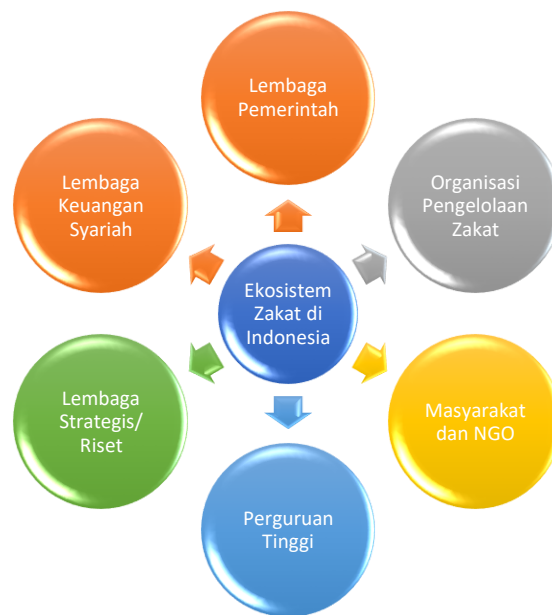 Lembaga
Pemerintah
Lembaga
Keuangan
Syariah
Organisasi
Pengelolaan
Zakat
Ekosistem
Zakat di
Indonesia
Lembaga
Strategis/
Riset
Masyarakat
dan NGO
Perguruan
Tinggi